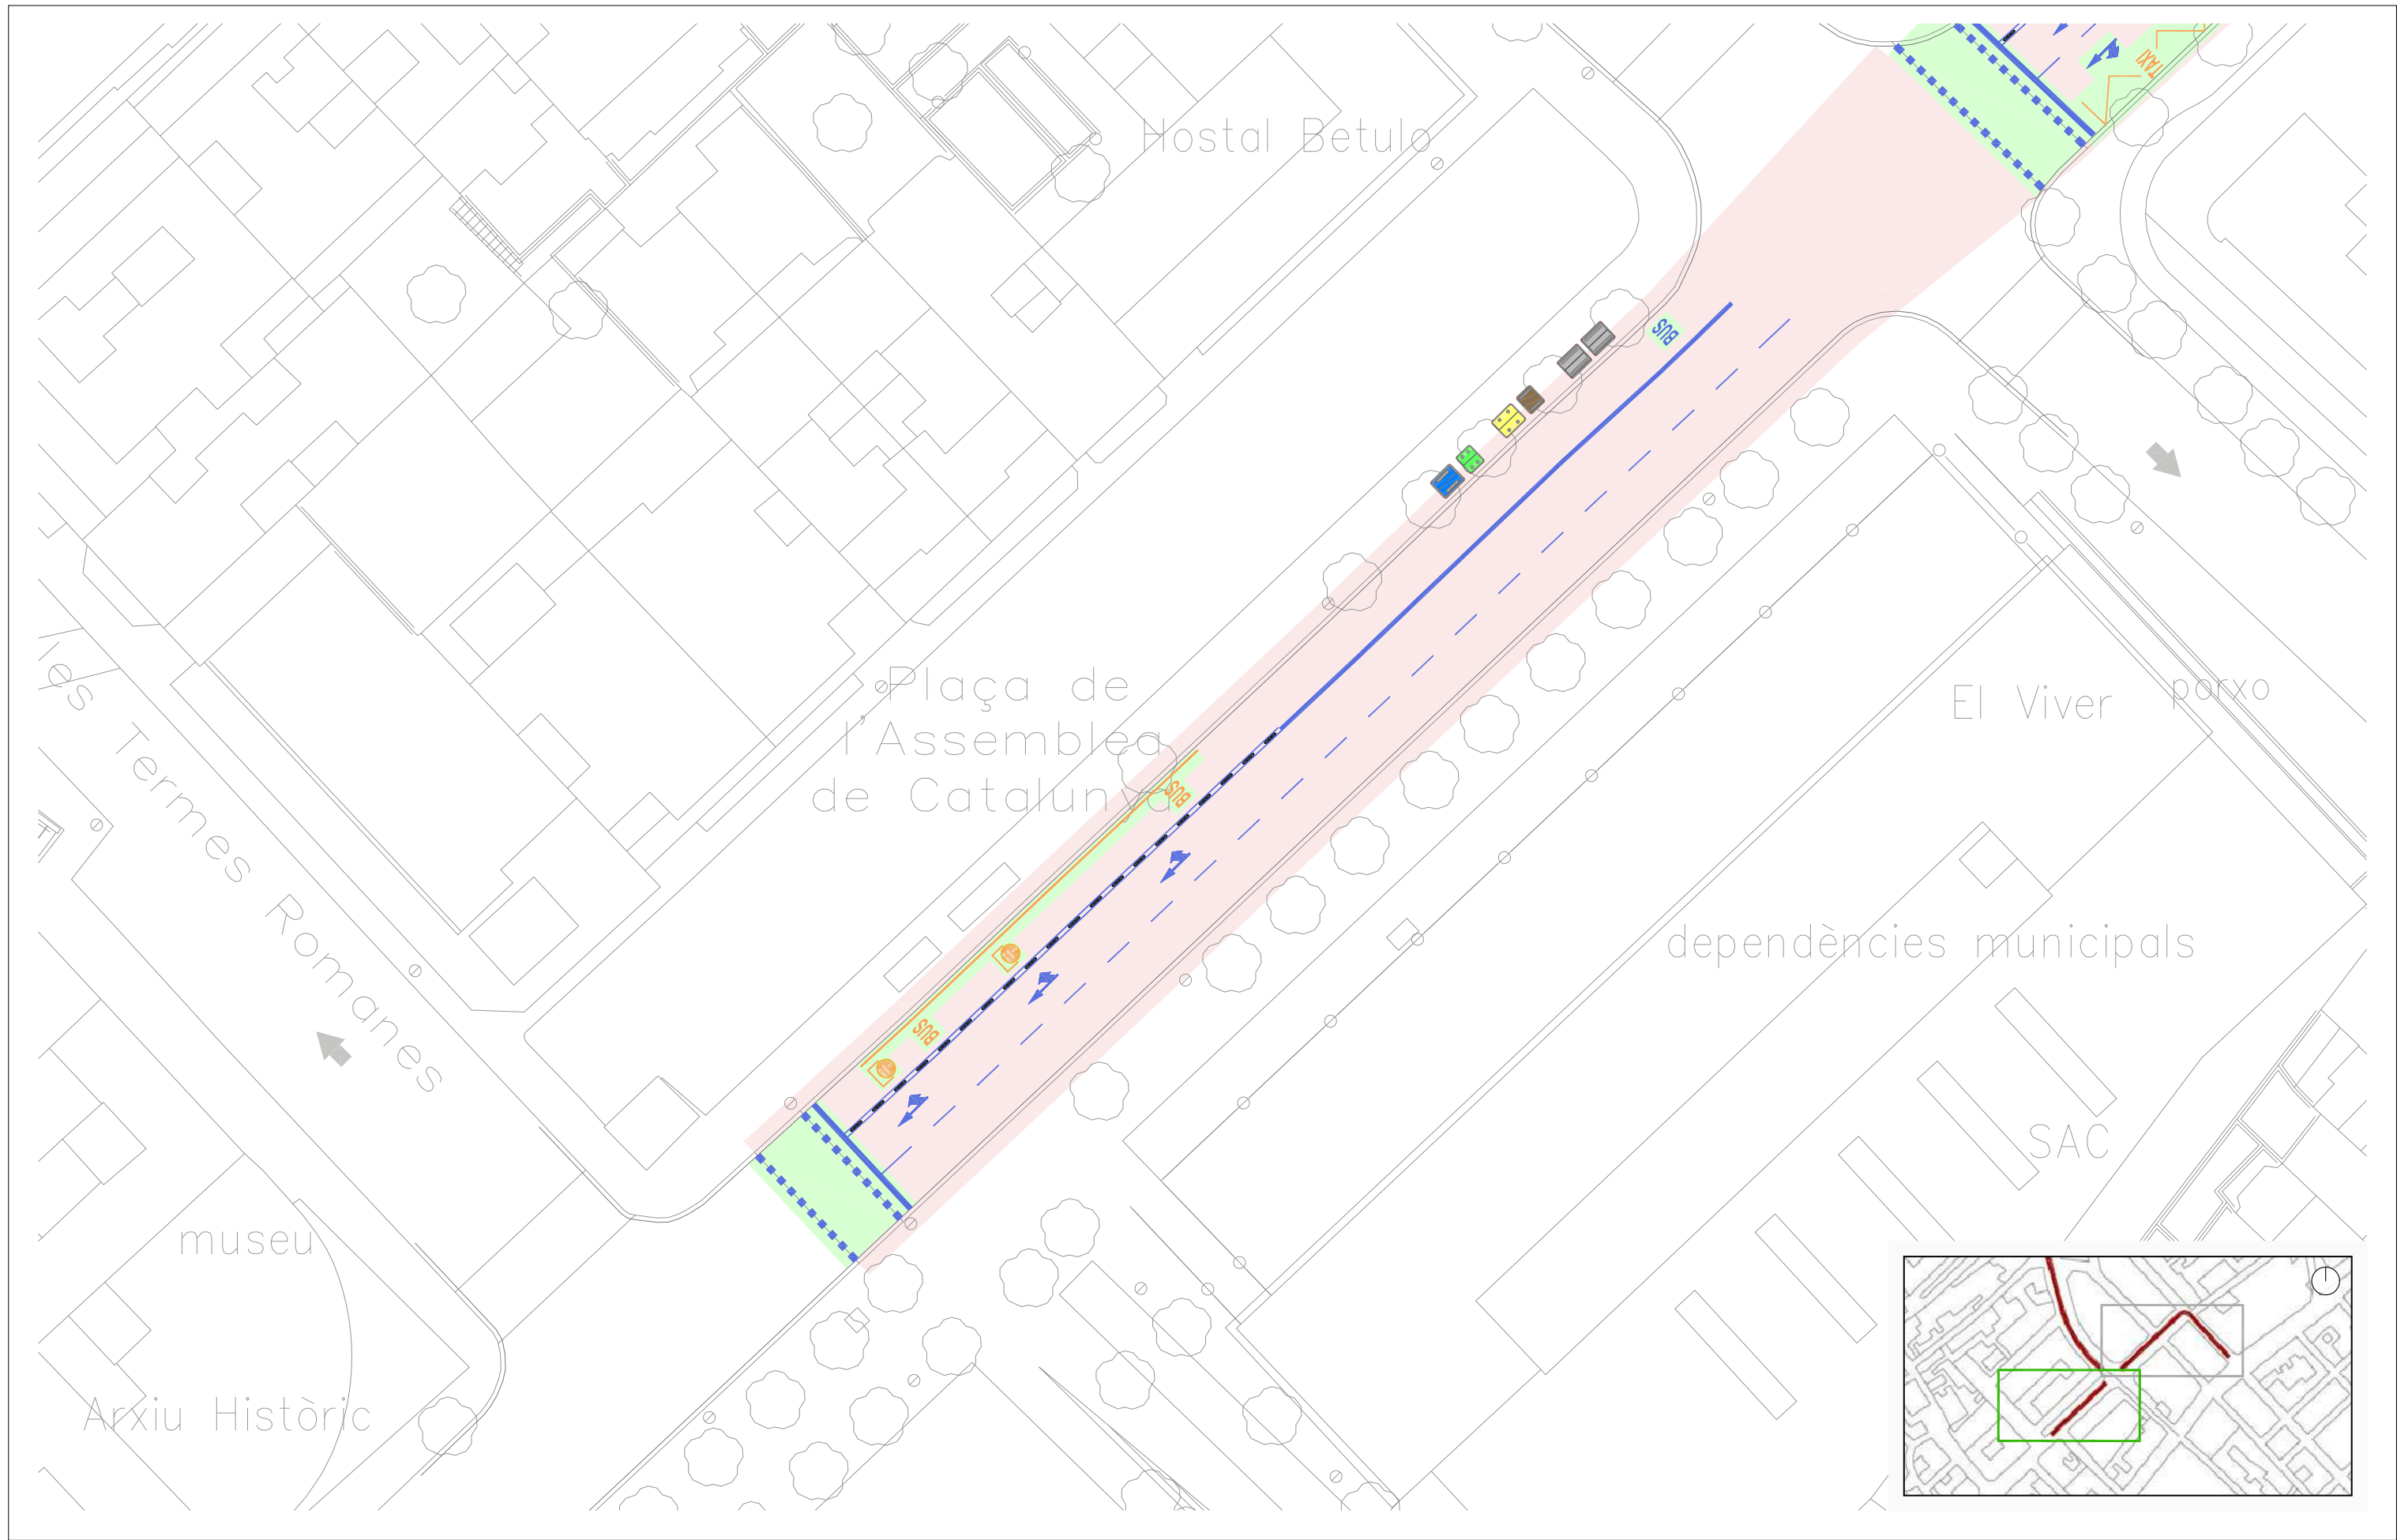 TAXI
Hostal Betulo
BUS
Plaça de
l'Assemblea
de Catalunya
El Viver
porxo
es Termes Romanes
BUS
dependències municipals
BUS
SAC
museu
Arxiu Històric